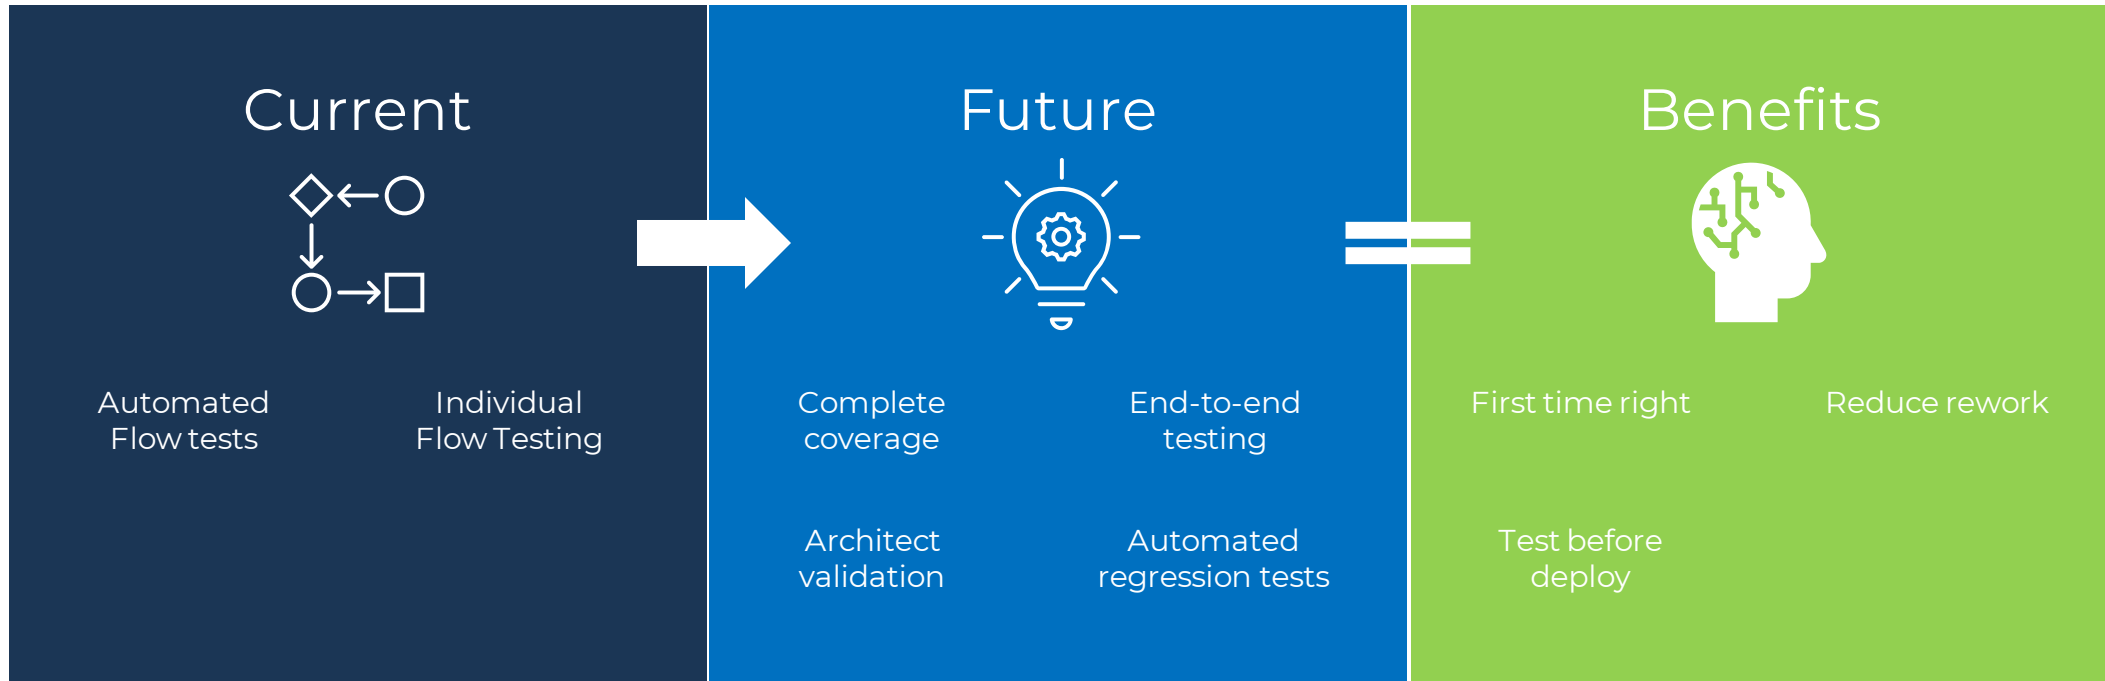 Current
Automated
Flow tests
Individual
Flow Testing
Future
Complete
coverage
End-to-end
testing
Architect
validation
Automated
regression tests
Benefits
First time right
Reduce rework
Test before
deploy